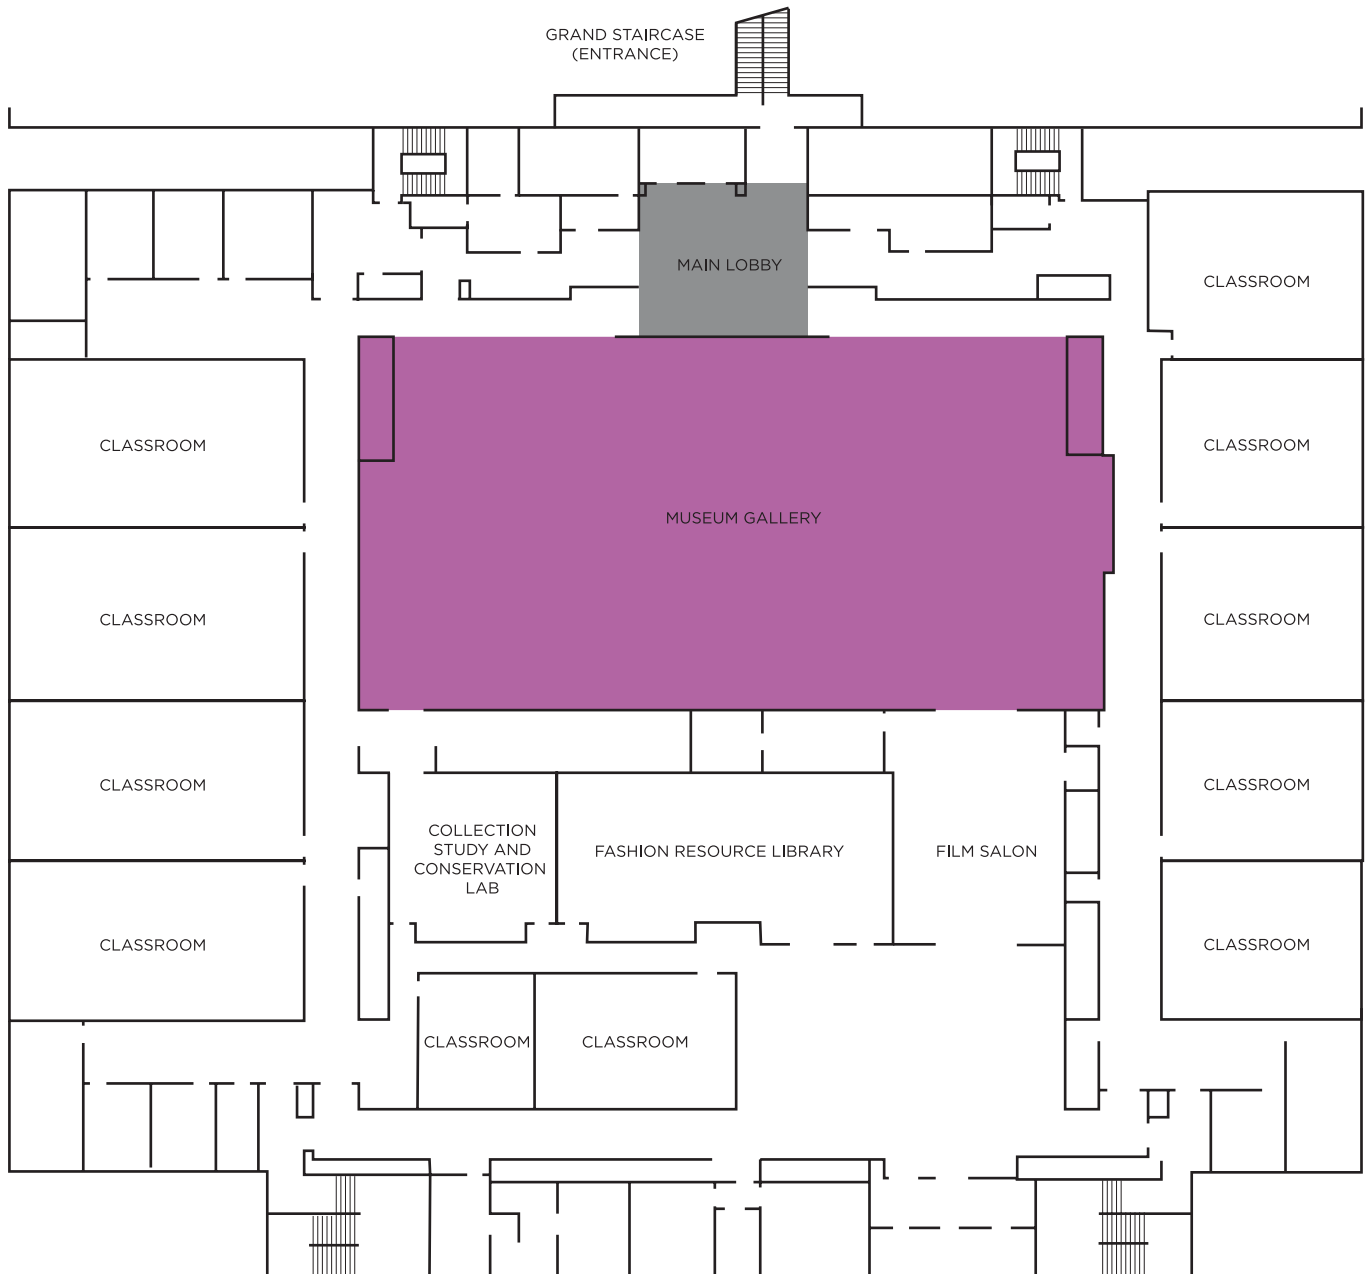 GRAND STAIRCASE
(ENTRANCE)
MAIN LOBBY
CLASSROOM
CLASSROOM
CLASSROOM
MUSEUM GALLERY
CLASSROOM
CLASSROOM
CLASSROOM
CLASSROOM
COLLECTION
STUDY AND
CONSERVATION
LAB
FASHION RESOURCE LIBRARY
FILM SALON
CLASSROOM
CLASSROOM
CLASSROOM
CLASSROOM